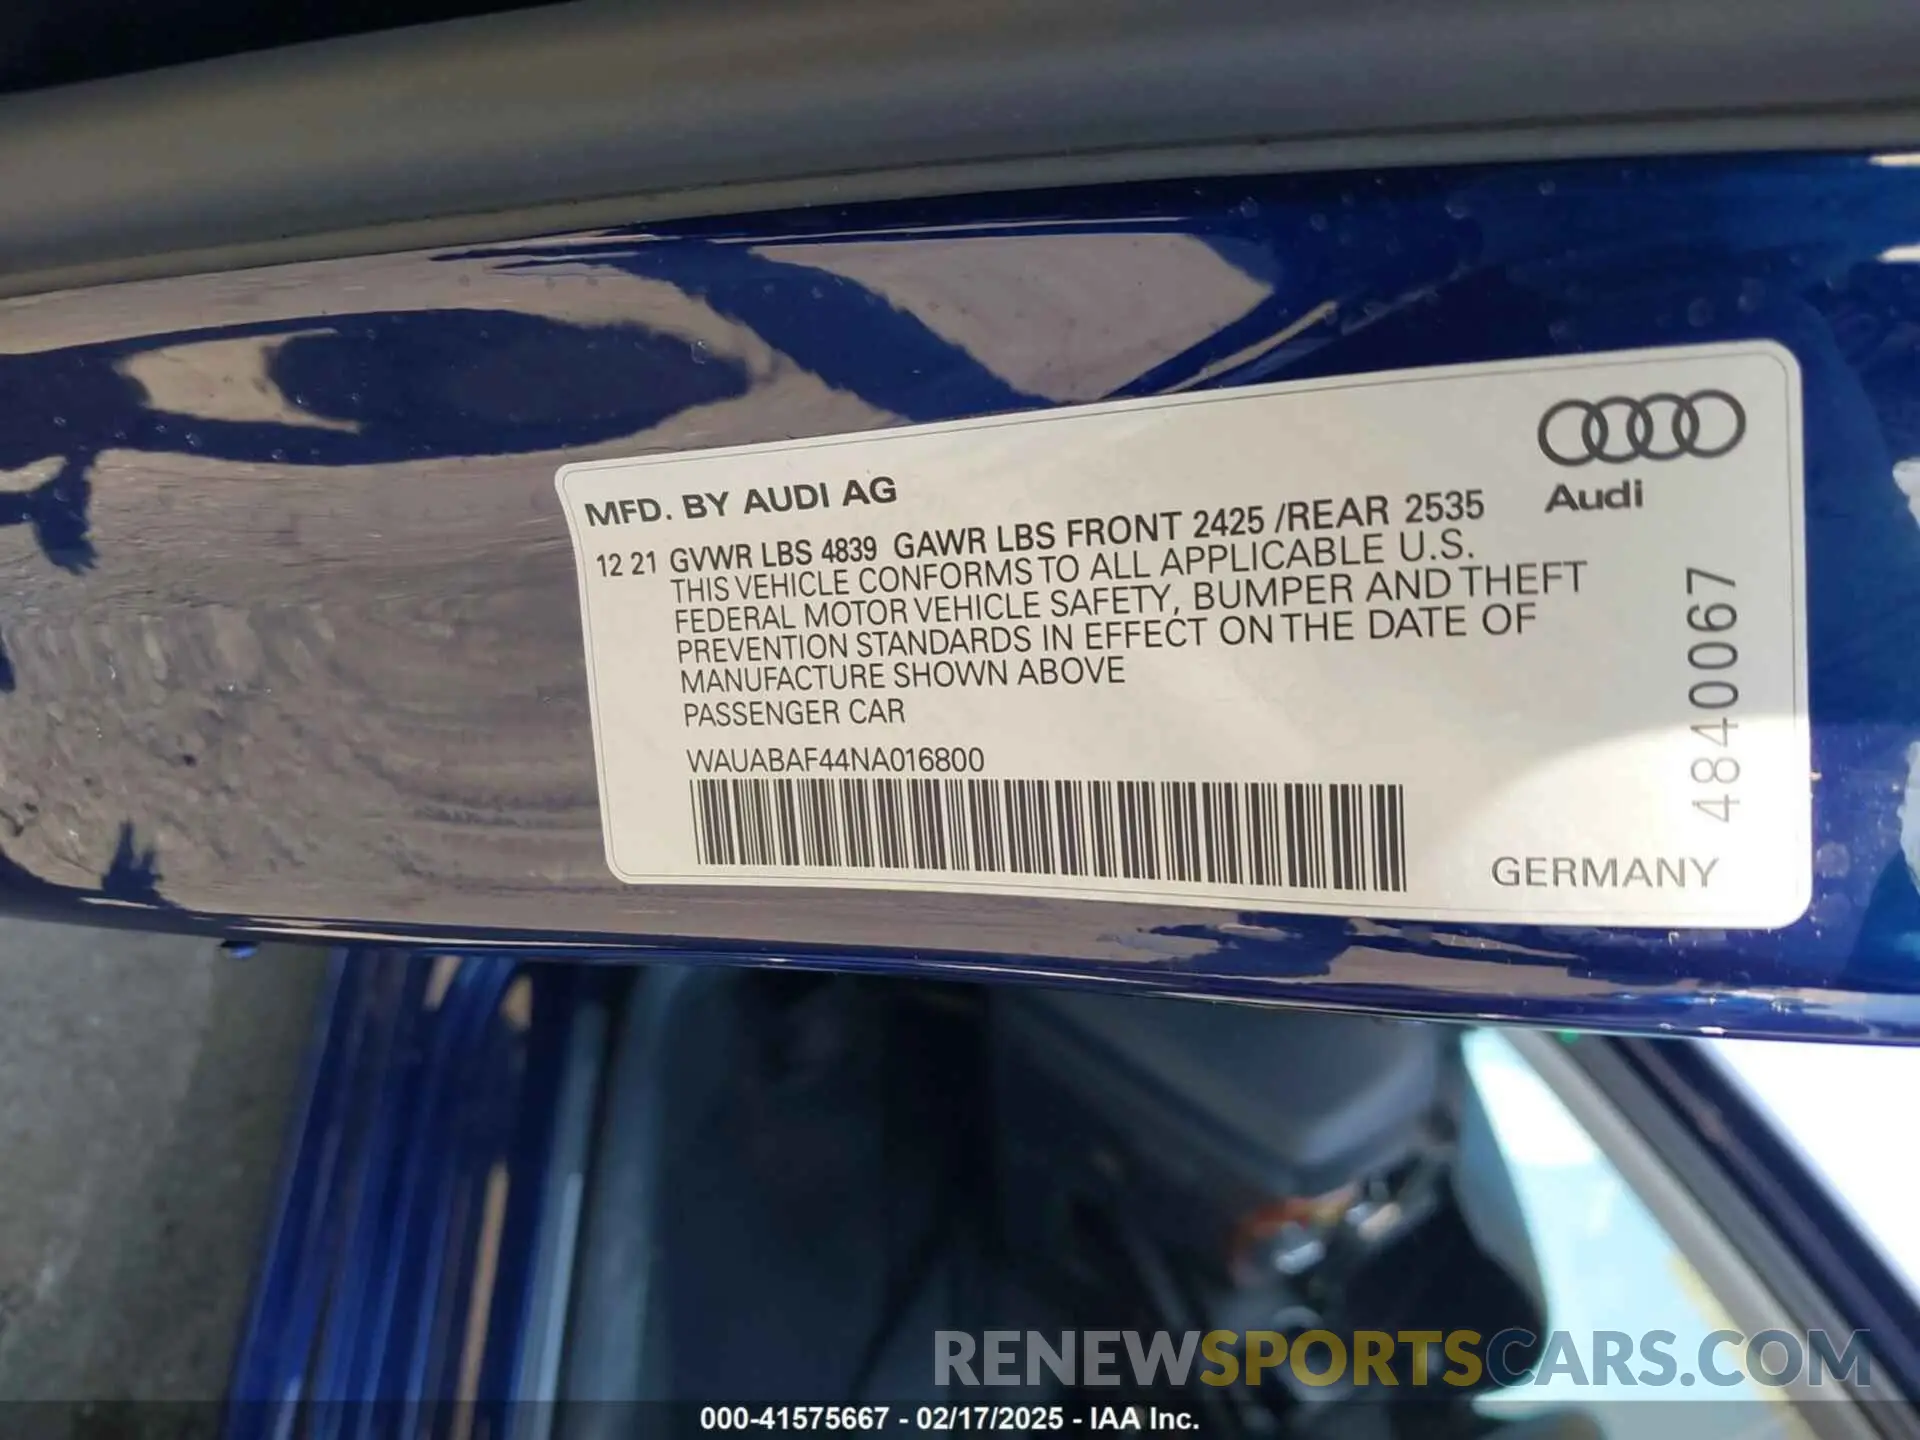 MFD. BY AUDI AG
Audi
12 21 GVWR LBS 4839 GAWR LBS FRONT 2425 /REAR 2535
THIS VEHICLE CONFORMS TO ALL APPLICABLE U.S.
FEDERAL MOTOR VEHICLE SAFETY, BUMPER AND THEFT
PREVENTION STANDARDS IN EFFECT ON THE DATE OF
MANUFACTURE SHOWN ABOVE
PASSENGER CAR
WAUABAF44NA016800
4840067
GERMANY
RENEWSPORTSCARS.COM
000-41575667 - 02/17/2025 - IAA Inc.